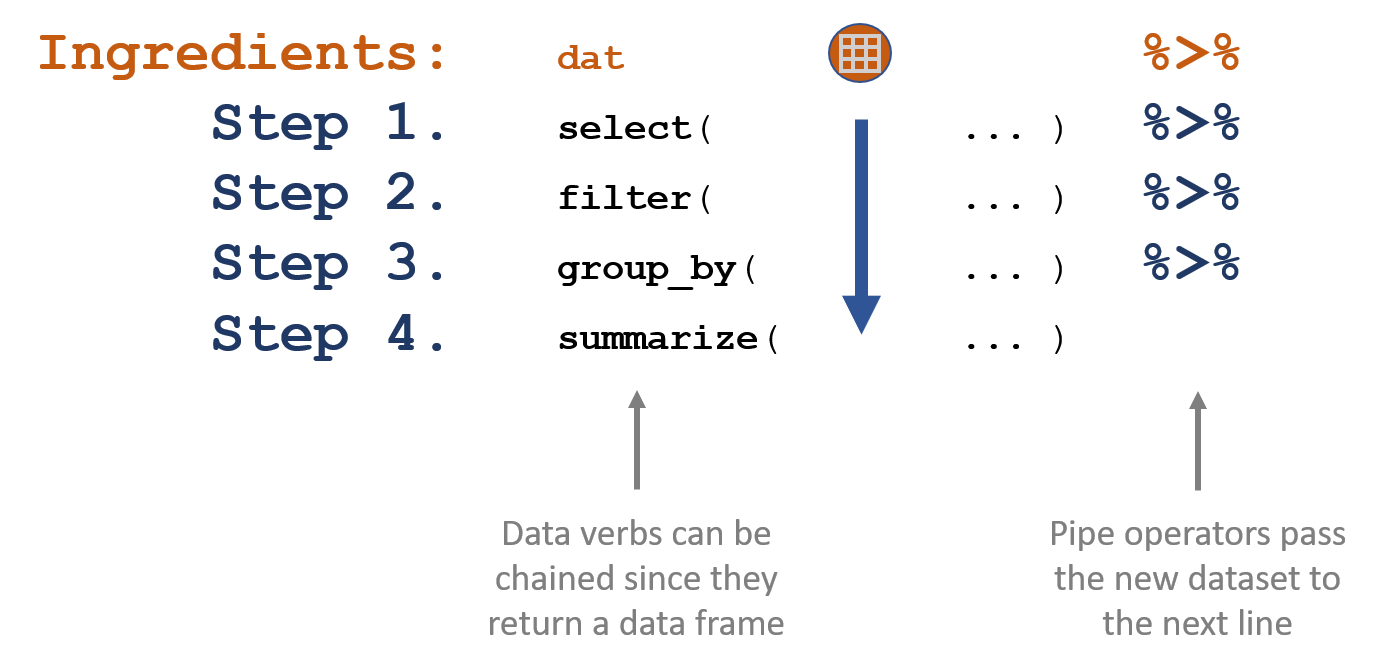 Ingredients: dat %>%
Step 1. select( ... ) %>%
Step 2. filter( ... ) %>%
Step 3. group_by( ... ) %>%
Step 4. summarize( ... )
Data verbs can be
chained since they
return a data frame
Pipe operators pass
the new dataset to
the next line